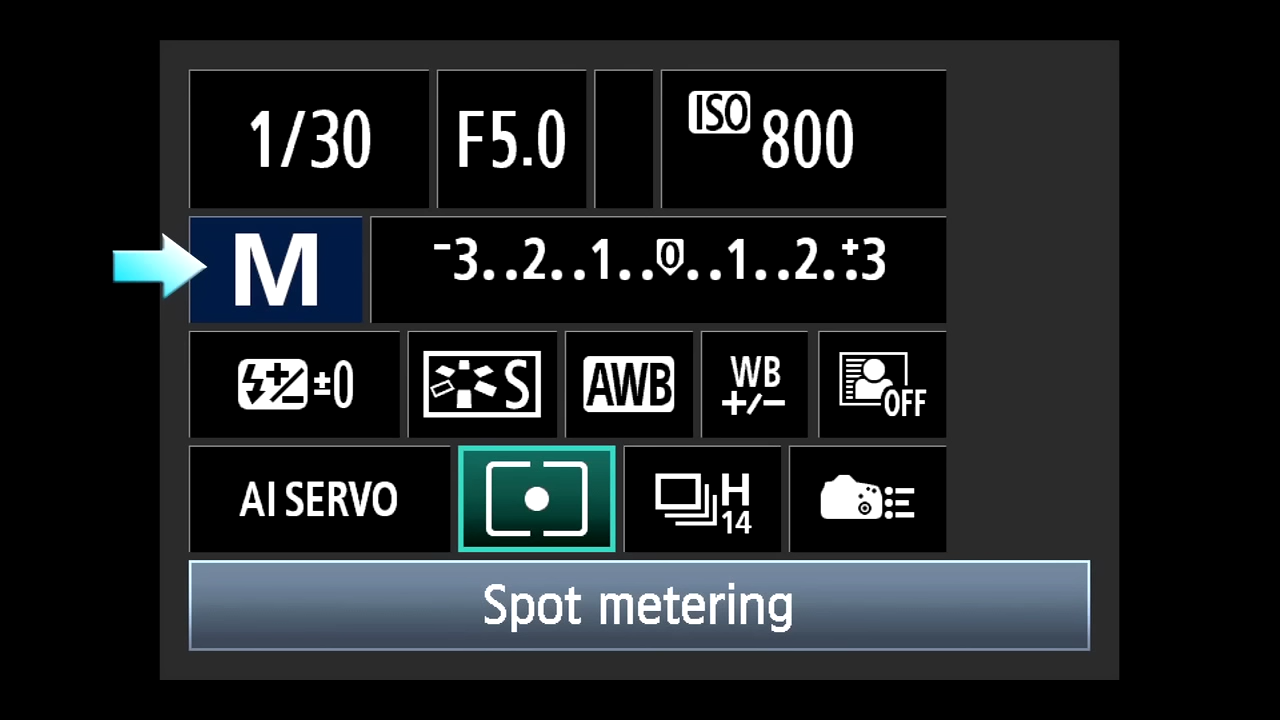 1/30 F5.0 ISO 800
M -3..2..1..0..1..2..+3
±0 S AWB WB +/- OFF
AI SERVO H 14
Spot metering